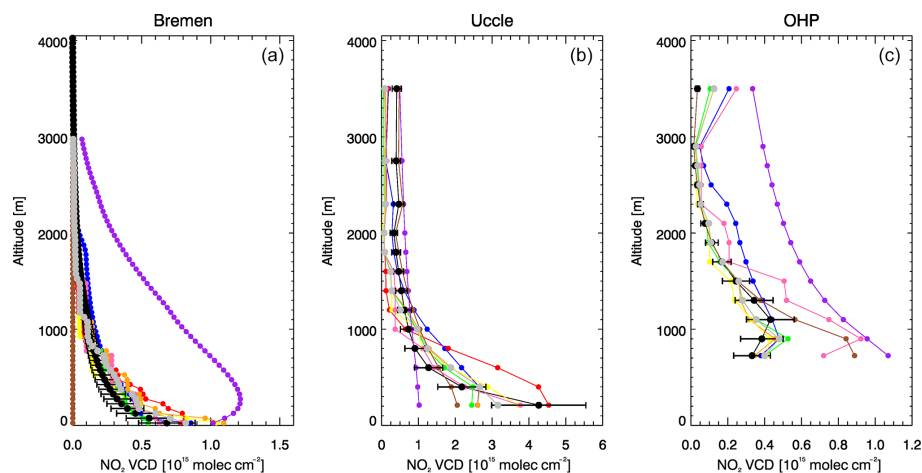 Bremen
Uccle
OHP
(a)
(b)
(c)
4000
3000
2000
1000
0
Altitude [m]
0.0
0.5
1.0
1.5
NO₂ VCD [10¹⁵ molec cm⁻²]
4000
3000
2000
1000
0
Altitude [m]
0
1
2
3
4
5
6
NO₂ VCD [10¹⁵ molec cm⁻²]
4000
3000
2000
1000
0
Altitude [m]
0.0
0.2
0.4
0.6
0.8
1.0
1.2
NO₂ VCD [10¹⁵ molec cm⁻²]